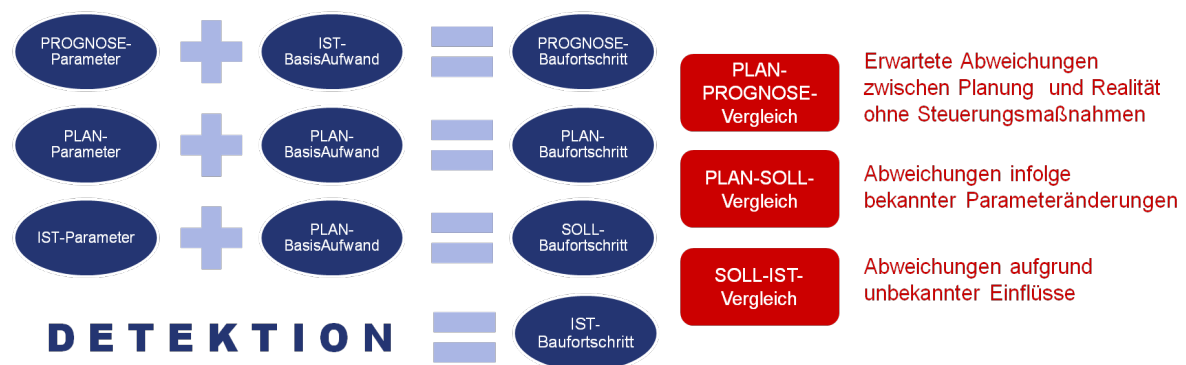 PROGNOSE-
Parameter
IST-
BasisAufwand
PROGNOSE-
Baufortschritt
PLAN-
PROGNOSE-
Vergleich
Erwartete Abweichungen
zwischen Planung und Realität
ohne Steuerungsmaßnahmen
PLAN-
Parameter
PLAN-
BasisAufwand
PLAN-
Baufortschritt
PLAN-SOLL-
Vergleich
Abweichungen infolge
bekannter Parameteränderungen
IST-Parameter
PLAN-
BasisAufwand
SOLL-
Baufortschritt
SOLL-IST-
Vergleich
Abweichungen aufgrund
unbekannter Einflüsse
DETEKTION
IST-
Baufortschritt